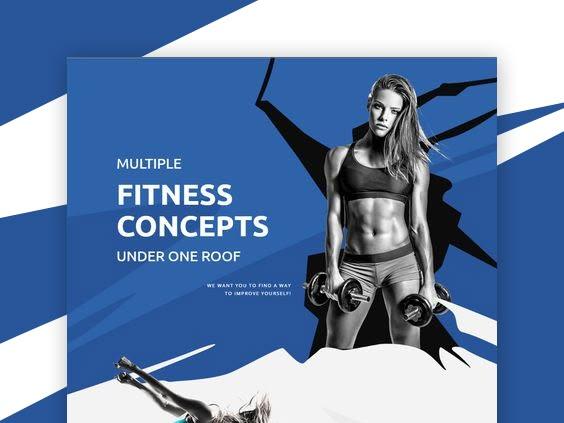 MULTIPLE
FITNESS
CONCEPTS
UNDER ONE ROOF
WE WANT YOU TO FIND A WAY
TO IMPROVE YOURSELF!